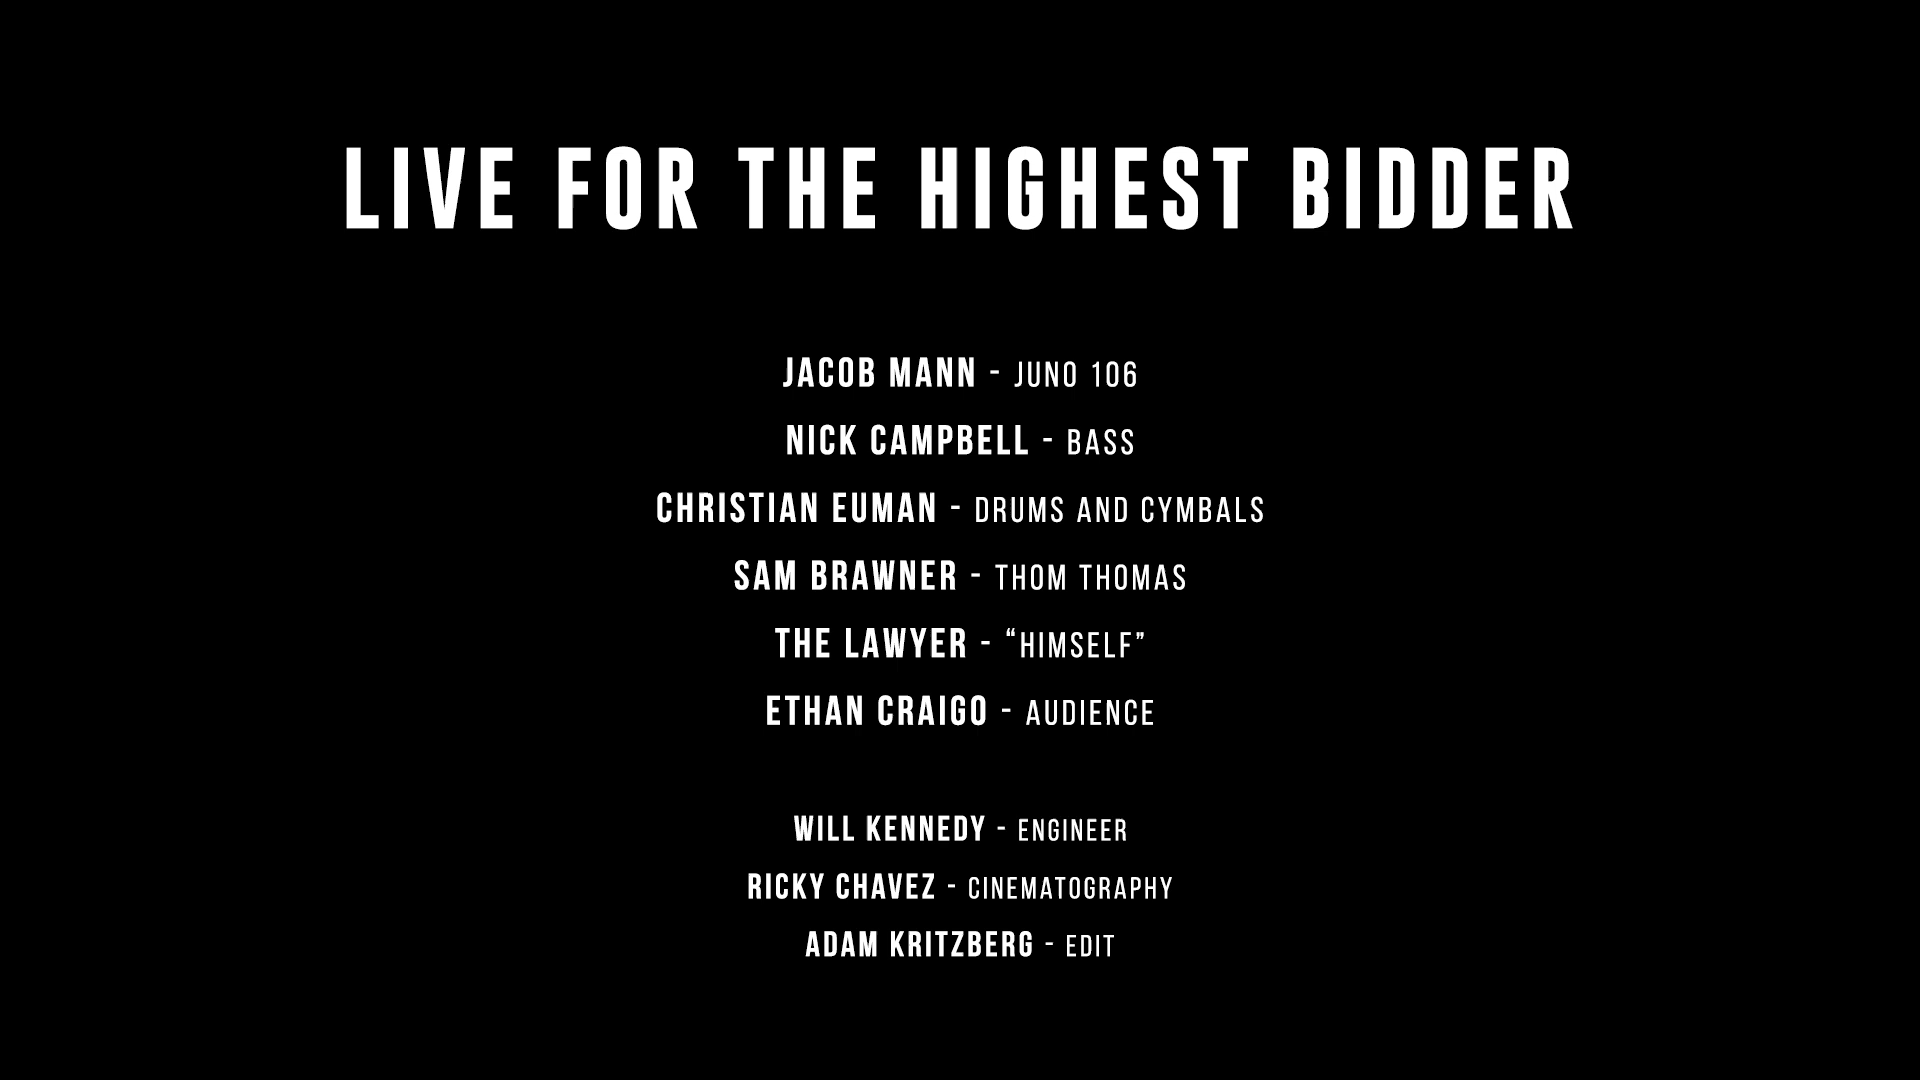 LIVE FOR THE HIGHEST BIDDER
JACOB MANN - JUNO 106
NICK CAMPBELL - BASS
CHRISTIAN EUMAN - DRUMS AND CYMBALS
SAM BRAWNER - THOM THOMAS
THE LAWYER - “HIMSELF”
ETHAN CRAIGO - AUDIENCE
WILL KENNEDY - ENGINEER
RICKY CHAVEZ - CINEMATOGRAPHY
ADAM KRITZBERG - EDIT